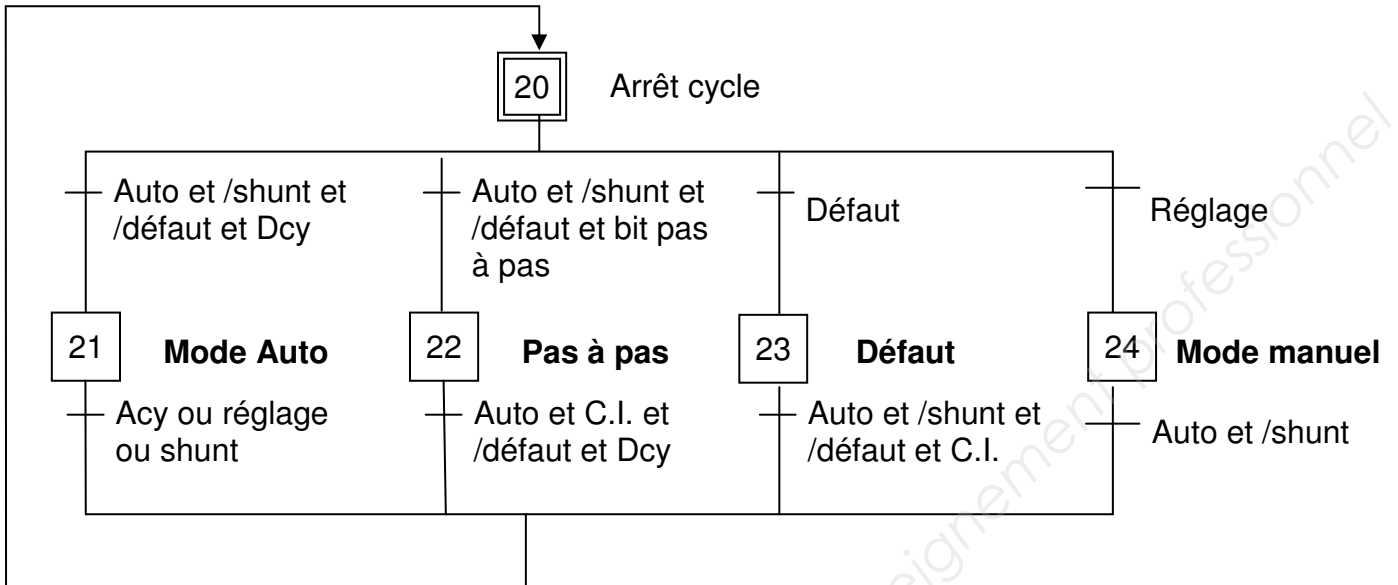 20
Arrêt cycle
Auto et /shunt et
/défaut et Dcy
Auto et /shunt et
/défaut et bit pas
à pas
Défaut
Réglage
21
Mode Auto
22
Pas à pas
23
Défaut
24
Mode manuel
Acy ou réglage
ou shunt
Auto et C.I. et
/défaut et Dcy
Auto et /shunt et
/défaut et C.I.
Auto et /shunt
eignement professionnel